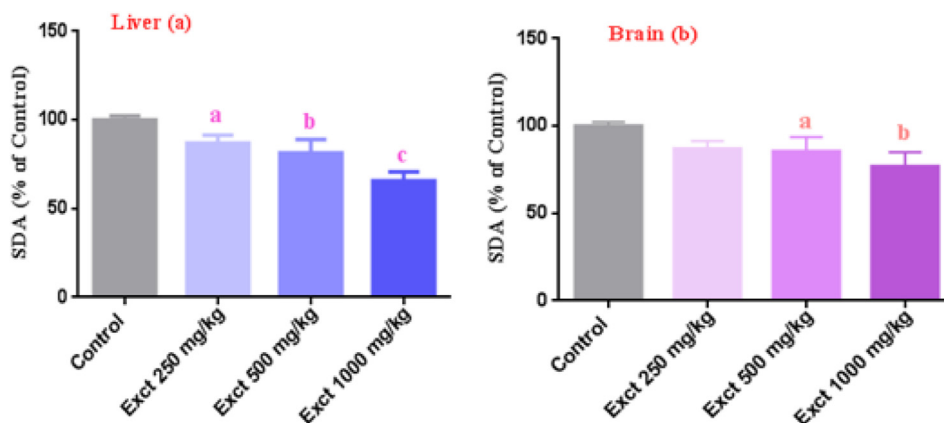 Liver (a)
SDA (% of Control)
150
100
50
0
a
b
c
Control
Exct 250 mg/kg
Exct 500 mg/kg
Exct 1000 mg/kg
Brain (b)
SDA (% of Control)
150
100
50
0
a
b
Control
Exct 250 mg/kg
Exct 500 mg/kg
Exct 1000 mg/kg